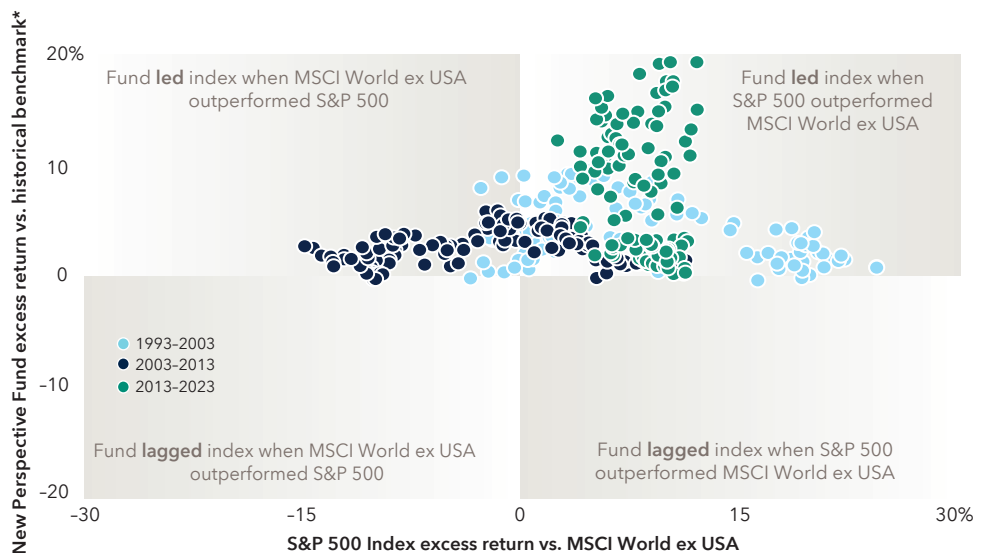 New Perspective Fund excess return vs. historical benchmark*
20%
10
0
–10
–20
Fund led index when MSCI World ex USA
outperformed S&P 500
Fund led index when
S&P 500 outperformed
MSCI World ex USA
1993–2003
2003–2013
2013–2023
Fund lagged index when MSCI World ex USA
outperformed S&P 500
Fund lagged index when S&P 500
outperformed MSCI World ex USA
–30
–15
0
15
30%
S&P 500 Index excess return vs. MSCI World ex USA